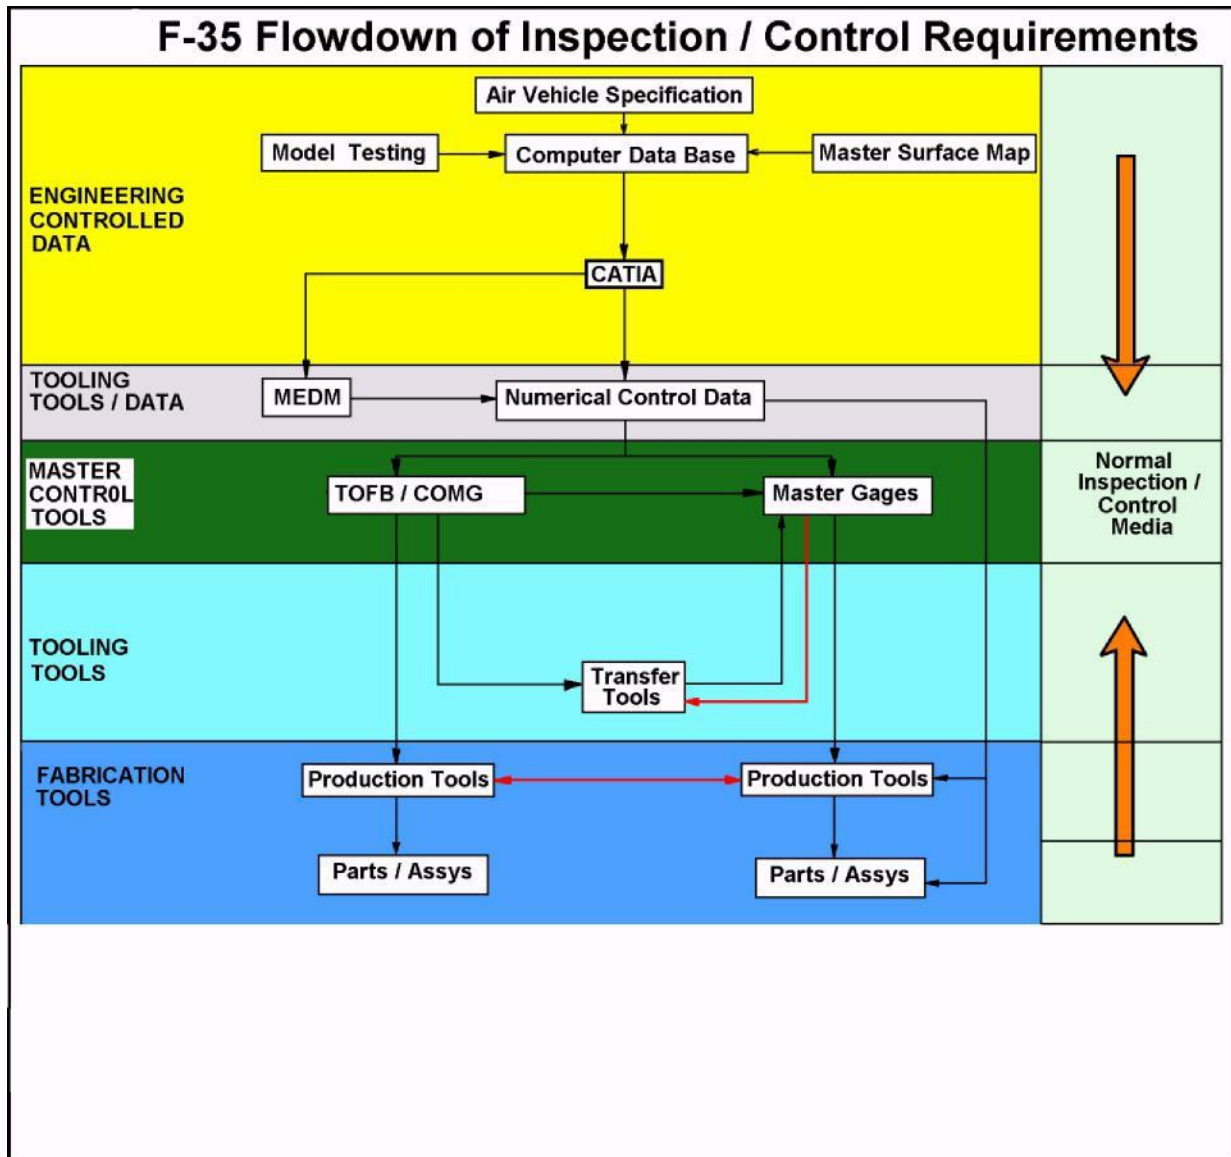 F-35 Flowdown of Inspection / Control Requirements
Air Vehicle Specification
Model Testing
Computer Data Base
Master Surface Map
ENGINEERING
CONTROLLED
DATA
CATIA
TOOLING
TOOLS / DATA
MEDM
Numerical Control Data
MASTER
CONTR0L
TOOLS
TOFB / COMG
Master Gages
Normal
Inspection /
Control
Media
TOOLING
TOOLS
Transfer
Tools
FABRICATION
TOOLS
Production Tools
Production Tools
Parts / Assys
Parts / Assys